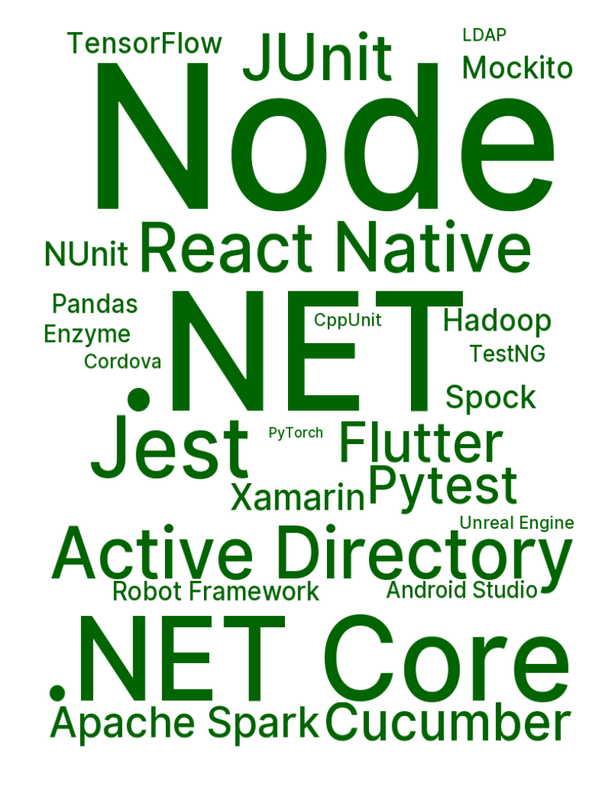 TensorFlow
JUnit
LDAP
Mockito
Node
NUnit
React Native
Pandas
.NET
CppUnit
Hadoop
Enzyme
TestNG
Cordova
Spock
Jest
PyTorch
Flutter
Xamarin
Pytest
Unreal Engine
Active Directory
Robot Framework
Android Studio
.NET Core
Apache Spark
Cucumber